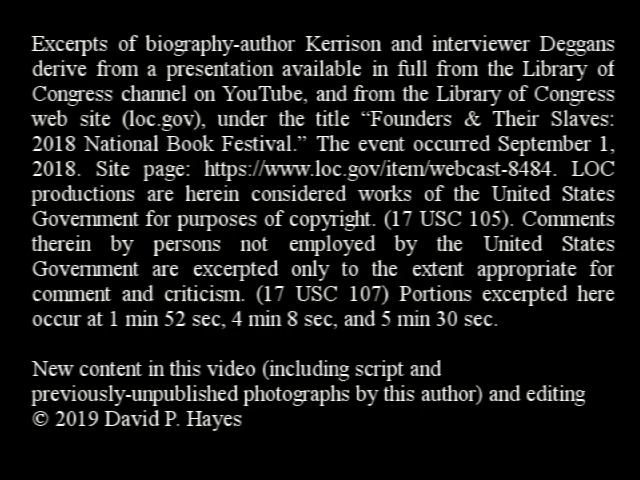 Excerpts of biography-author Kerrison and interviewer Deggans
derive from a presentation available in full from the Library of
Congress channel on YouTube, and from the Library of Congress
web site (loc.gov), under the title “Founders & Their Slaves:
2018 National Book Festival.” The event occurred September 1,
2018. Site page: https://www.loc.gov/item/webcast-8484. LOC
productions are herein considered works of the United States
Government for purposes of copyright. (17 USC 105). Comments
therein by persons not employed by the United States
Government are excerpted only to the extent appropriate for
comment and criticism. (17 USC 107) Portions excerpted here
occur at 1 min 52 sec, 4 min 8 sec, and 5 min 30 sec.
New content in this video (including script and
previously-unpublished photographs by this author) and editing
© 2019 David P. Hayes